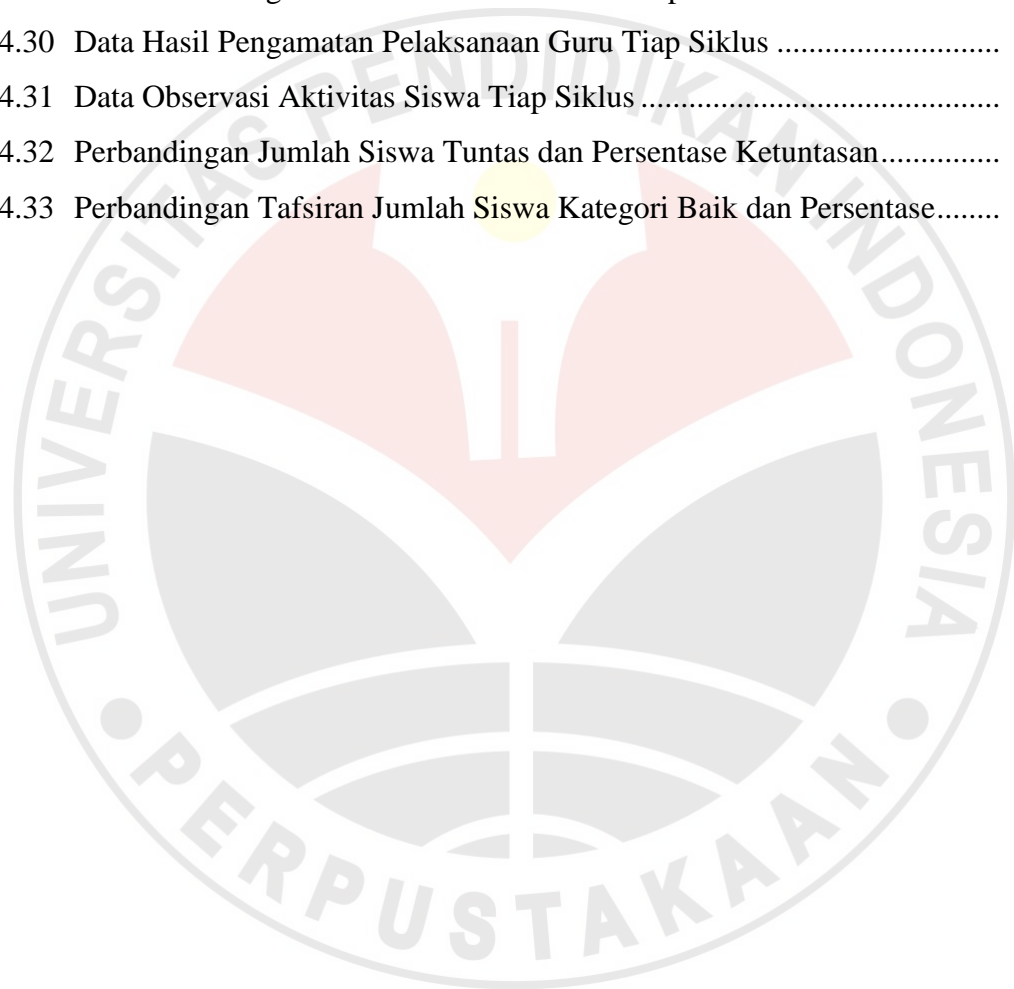 4.30 Data Hasil Pengamatan Pelaksanaan Guru Tiap Siklus ............................
4.31 Data Observasi Aktivitas Siswa Tiap Siklus .............................................
4.32 Perbandingan Jumlah Siswa Tuntas dan Persentase Ketuntasan...............
4.33 Perbandingan Tafsiran Jumlah Siswa Kategori Baik dan Persentase........
UNIVERSITAS PENDIDIKAN INDONESIA
PERPUSTAKAAN